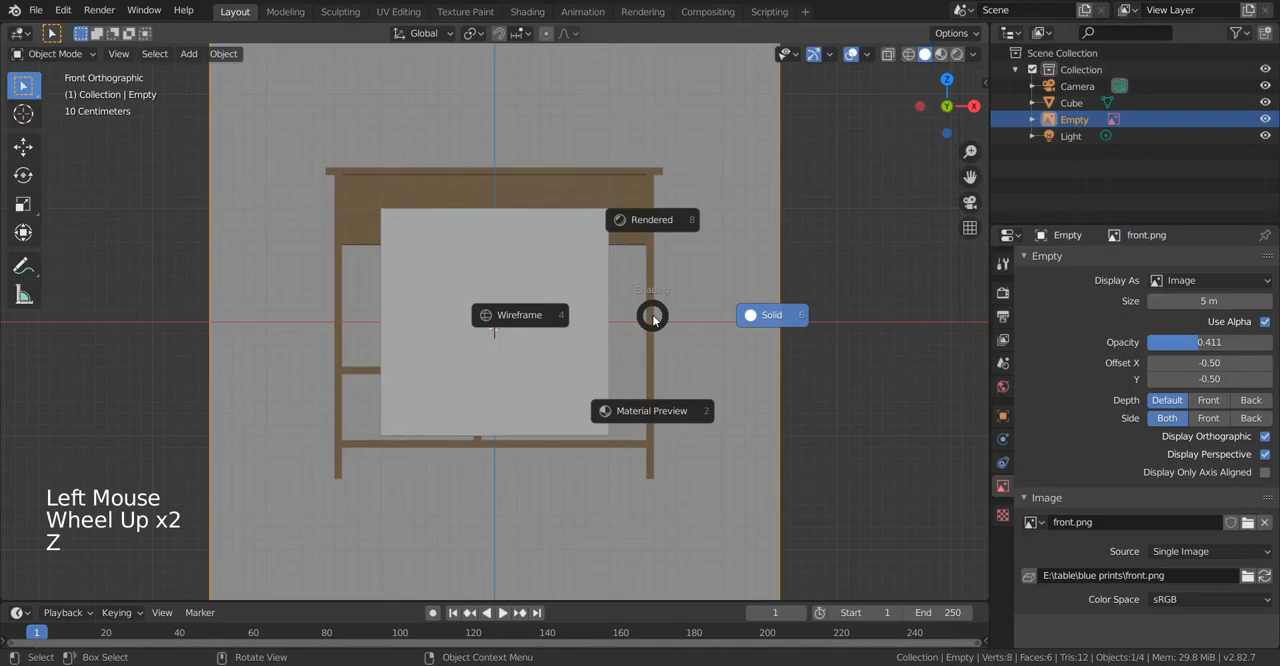 File Edit Render Window Help Layout Modeling Sculpting UV Editing Texture Paint Shading Animation Rendering Compositing Scripting + Scene View Layer
Global Options
Object Mode View Select Add Object
Front Orthographic
(1) Collection | Empty
10 Centimeters
Z
X
Y
Scene Collection
Collection
Camera
Cube
Empty
Light
Rendered 8
Shading
Wireframe 4
Solid 6
Material Preview 2
Left Mouse
Wheel Up x2
Z
Empty front.png
Empty
Display As Image
Size 5 m
Use Alpha
Opacity 0.411
Offset X -0.50
Y -0.50
Depth Default Front Back
Side Both Front Back
Display Orthographic
Display Perspective
Display Only Axis Aligned
Image
front.png
Source Single Image
E:\table\blue prints\front.png
Color Space sRGB
Playback Keying View Marker 1 Start 1 End 250
1 20 40 60 80 100 120 140 160 180 200 220 240
Select Box Select Rotate View Object Context Menu Collection | Empty | Verts:8 | Faces:6 | Tris:12 | Objects:1/4 | Mem: 29.8 MiB | v2.82.7